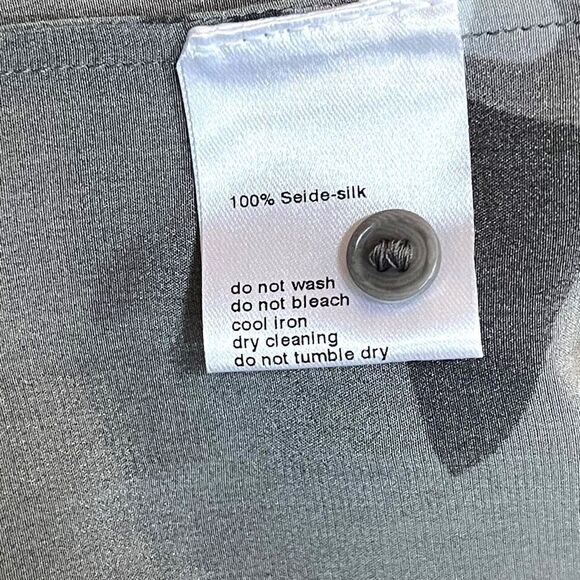 100% Seide-silk
do not wash
do not bleach
cool iron
dry cleaning
do not tumble dry